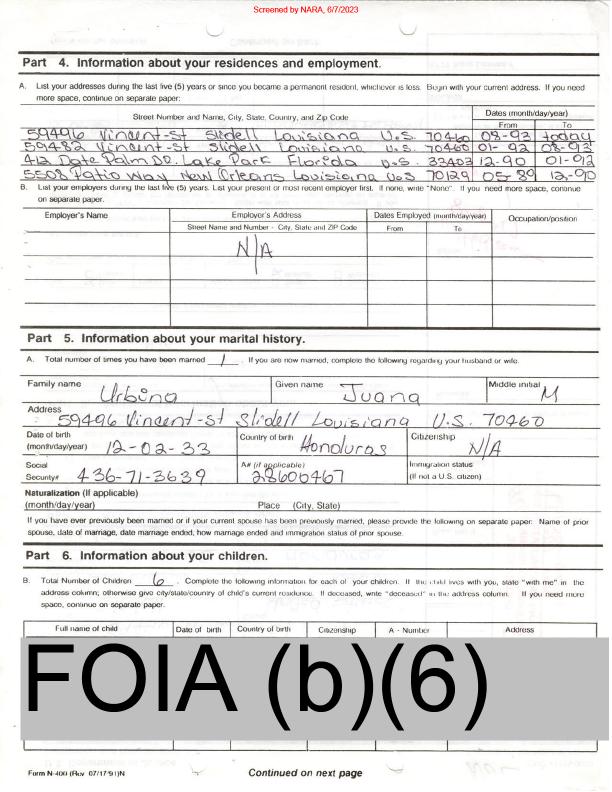 Screened by NARA, 6/7/2023
Part 4. Information about your residences and employment.
A. List your addresses during the last five (5) years or since you became a permanent resident, whichever is less. Begin with your current address. If you need
more space, continue on separate paper:
Street Number and Name, City, State, Country, and Zip Code
Dates (month/day/year)
From To
59496 Vincent-St Slidell Louisiana U.S. 70460 08-93 today
59482 Vincent-St Slidell Louisiana U.S. 70460 01-92 08-93
412 Date Palm DR. Lake Park Florida U.S. 33403 12-90 01-92
5508 Patio Way New Orleans Louisiana U.S 70129 05-89 12-90
B. List your employers during the last five (5) years. List your present or most recent employer first. If none, write "None". If you need more space, continue
on separate paper.
Employer's Name Employer's Address Dates Employed (month/day/year) Occupation/position
Street Name and Number - City, State and ZIP Code From To
N/A
Part 5. Information about your marital history.
A. Total number of times you have been married 1. If you are now married, complete the following regarding your husband or wife.
Family name Urbina Given name Juana Middle initial M
Address
59496 Vincent-St Slidell Louisiana U.S. 70460
Date of birth Country of birth Citizenship
(month/day/year) 12-02-33 Honduras N/A
Social A# (if applicable) Immigration status
Security# 436-71-3639 28600467 (If not a U.S. citizen)
Naturalization (If applicable)
(month/day/year) Place (City, State)
If you have ever previously been married or if your current spouse has been previously married, please provide the following on separate paper: Name of prior
spouse, date of marriage, date marriage ended, how marriage ended and immigration status of prior spouse.
Part 6. Information about your children.
B. Total Number of Children 6. Complete the following information for each of your children. If the child lives with you, state "with me" in the
address column; otherwise give city/state/country of child's current residence. If deceased, write "deceased" in the address column. If you need more
space, continue on separate paper.
Full name of child Date of birth Country of birth Citizenship A - Number Address
FOIA (b)(6)
Form N-400 (Rev 07/17/91)N Continued on next page